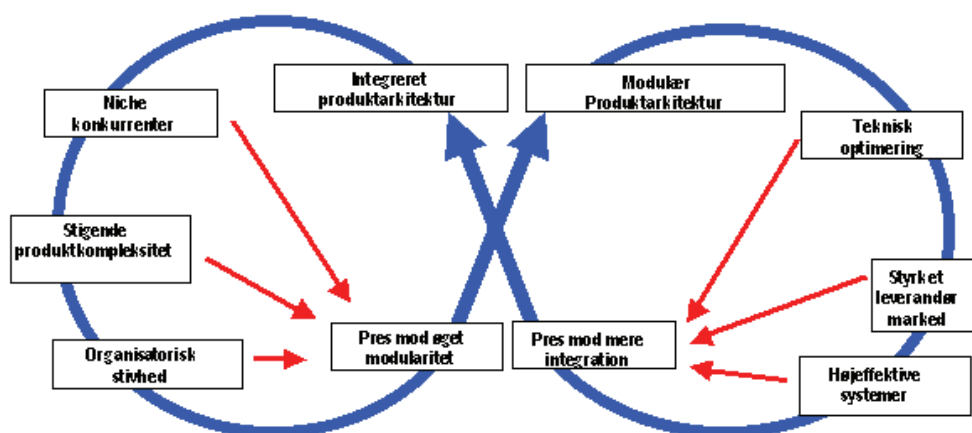 Integreret
produktarkitektur
Modulær
Produktarkitektur
Niche
konkurrenter
Teknisk
optimering
Stigende
produktkompleksitet
Styrket
leverandør
marked
Pres mod øget
modularitet
Pres mod mere
integration
Organisatorisk
stivhed
Højeffektive
systemer